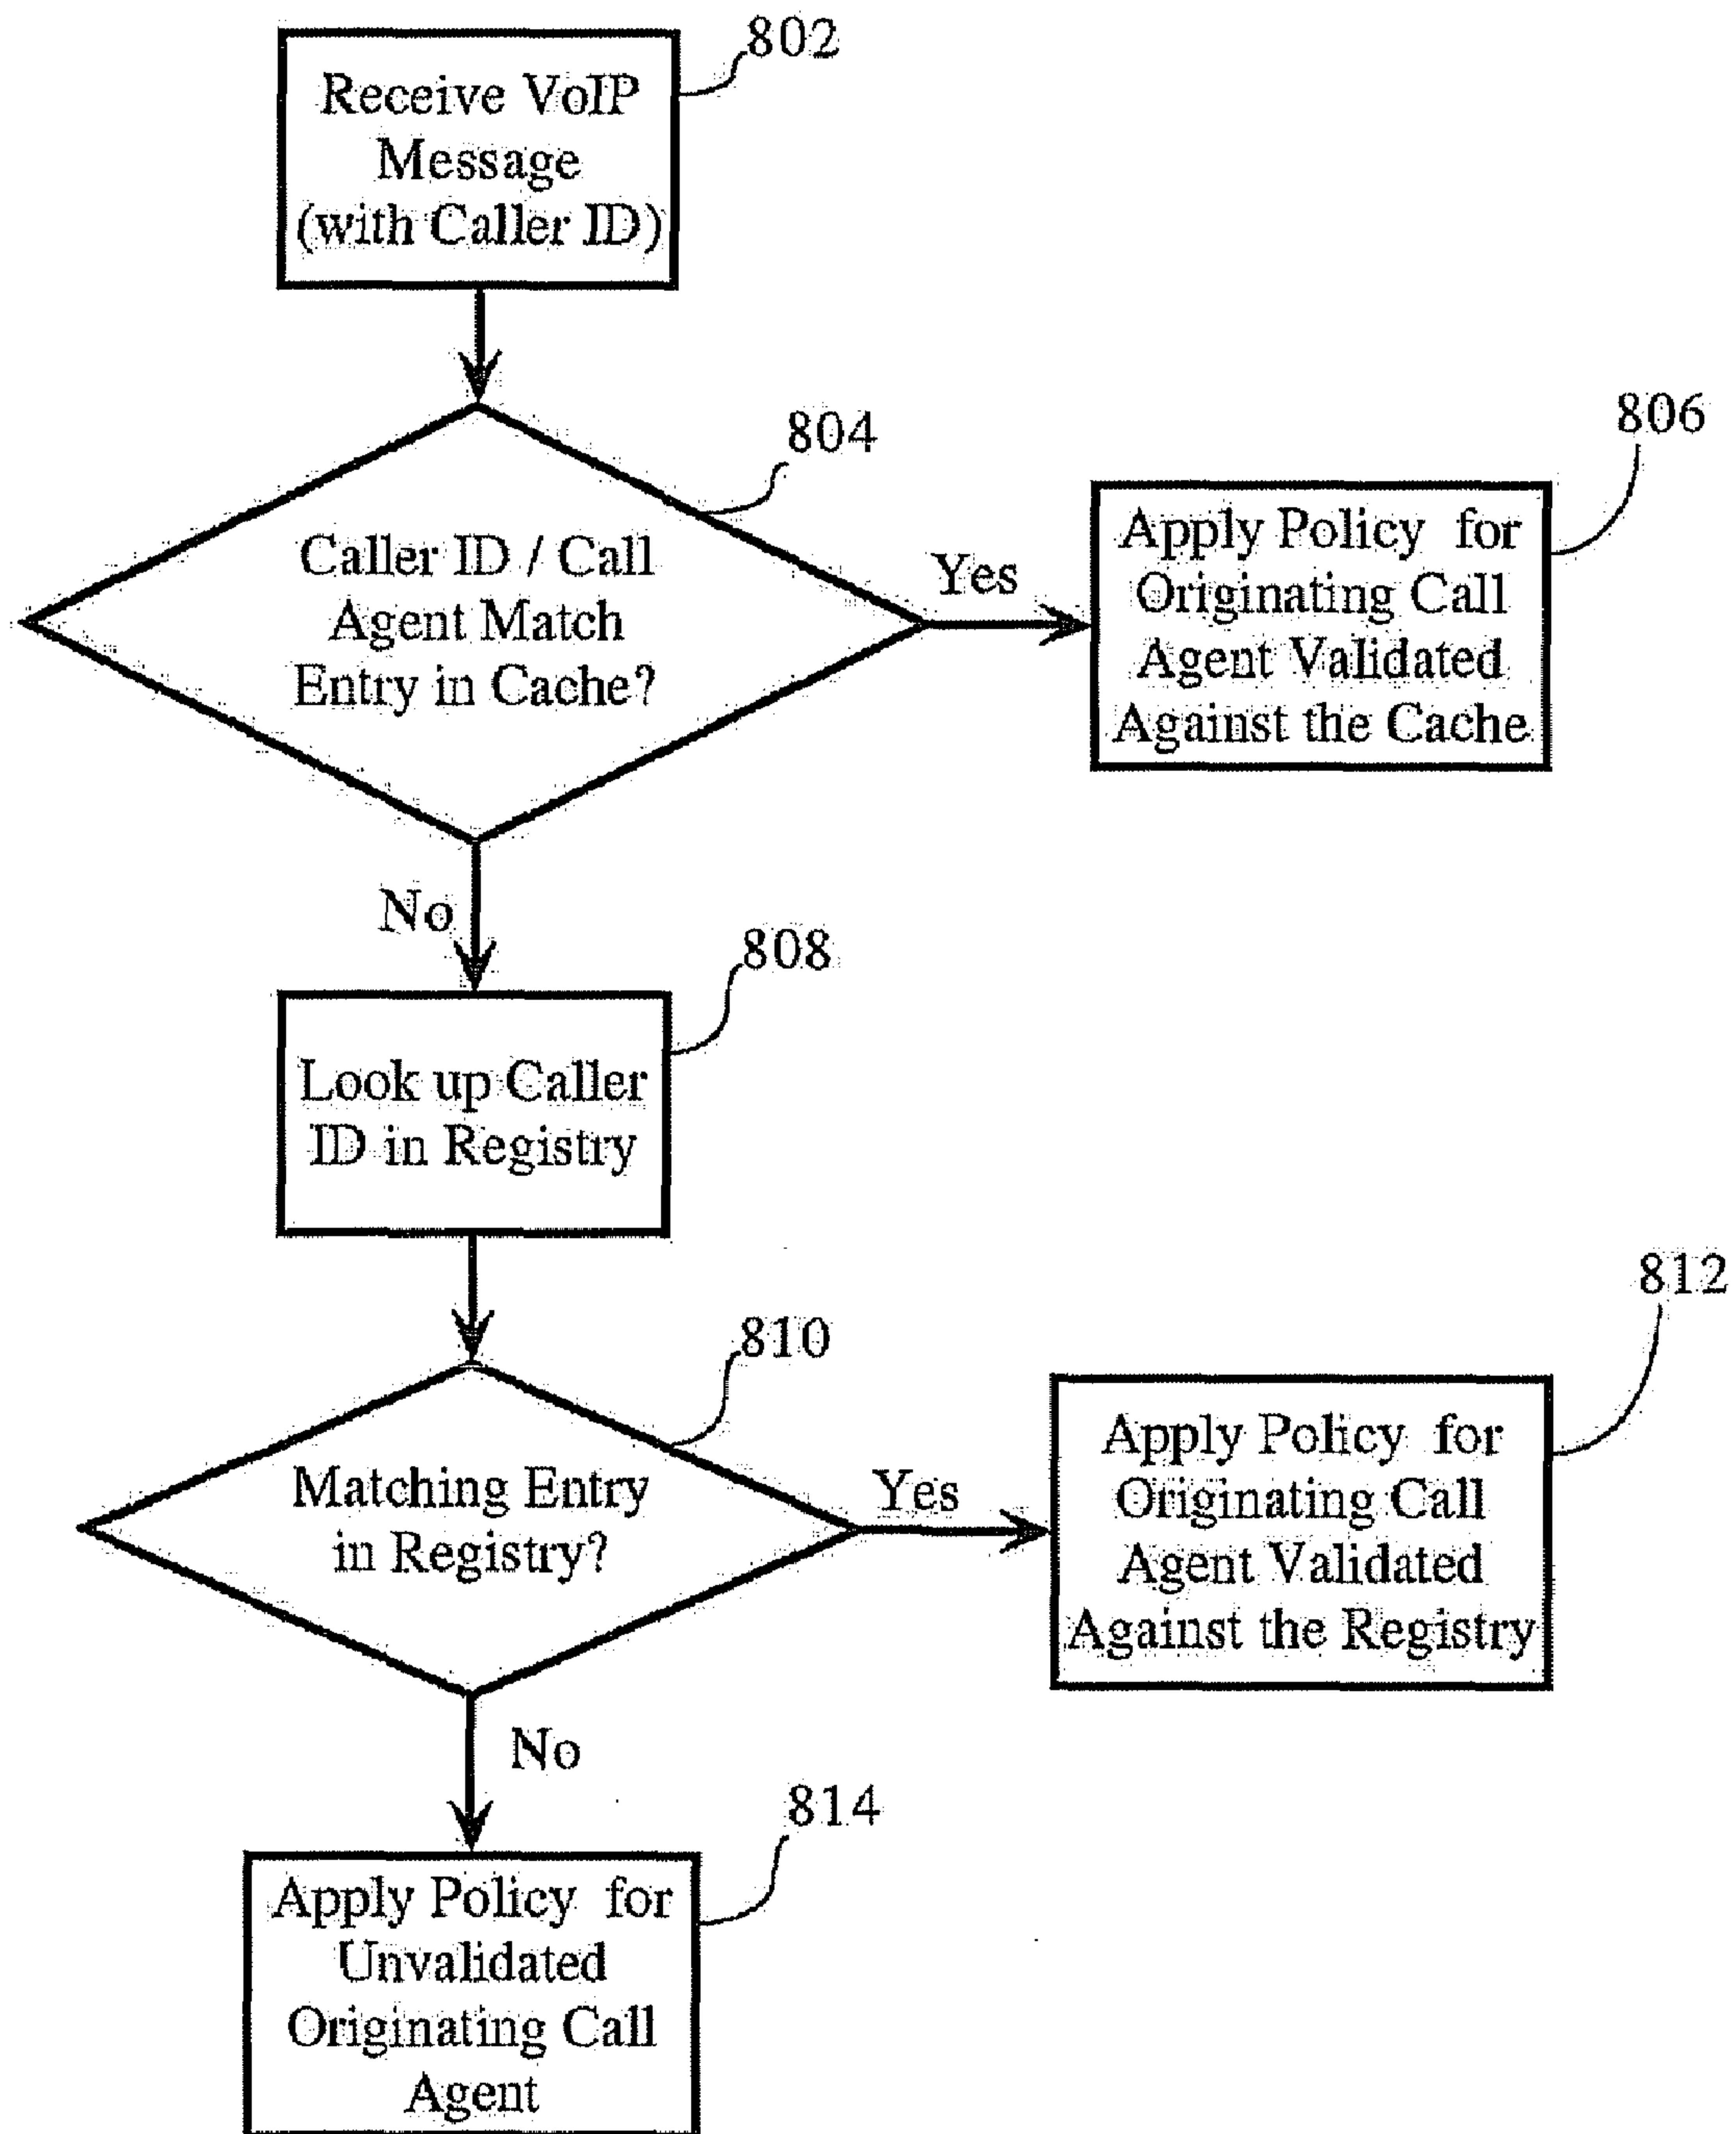 802
Receive VoIP
Message
(with Caller ID)
804
Caller ID / Call
Agent Match
Entry in Cache?
Yes
806
Apply Policy for
Originating Call
Agent Validated
Against the Cache
No
808
Look up Caller
ID in Registry
810
Matching Entry
in Registry?
Yes
812
Apply Policy for
Originating Call
Agent Validated
Against the Registry
No
814
Apply Policy for
Unvalidated
Originating Call
Agent